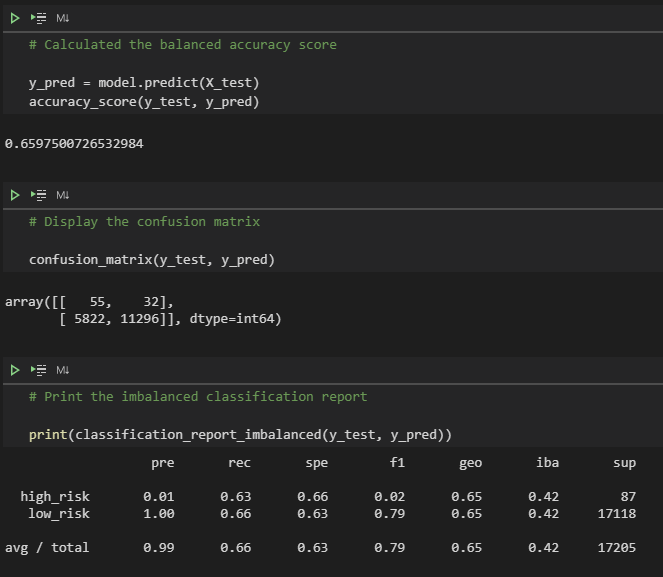 M↓
# Calculated the balanced accuracy score
y_pred = model.predict(X_test)
accuracy_score(y_test, y_pred)
0.6597500726532984
M↓
# Display the confusion matrix
confusion_matrix(y_test, y_pred)
array([[   55,    32],
       [ 5822, 11296]], dtype=int64)
M↓
# Print the imbalanced classification report
print(classification_report_imbalanced(y_test, y_pred))
pre rec spe f1 geo iba sup
high_risk 0.01 0.63 0.66 0.02 0.65 0.42 87
low_risk 1.00 0.66 0.63 0.79 0.65 0.42 17118
avg / total 0.99 0.66 0.63 0.79 0.65 0.42 17205